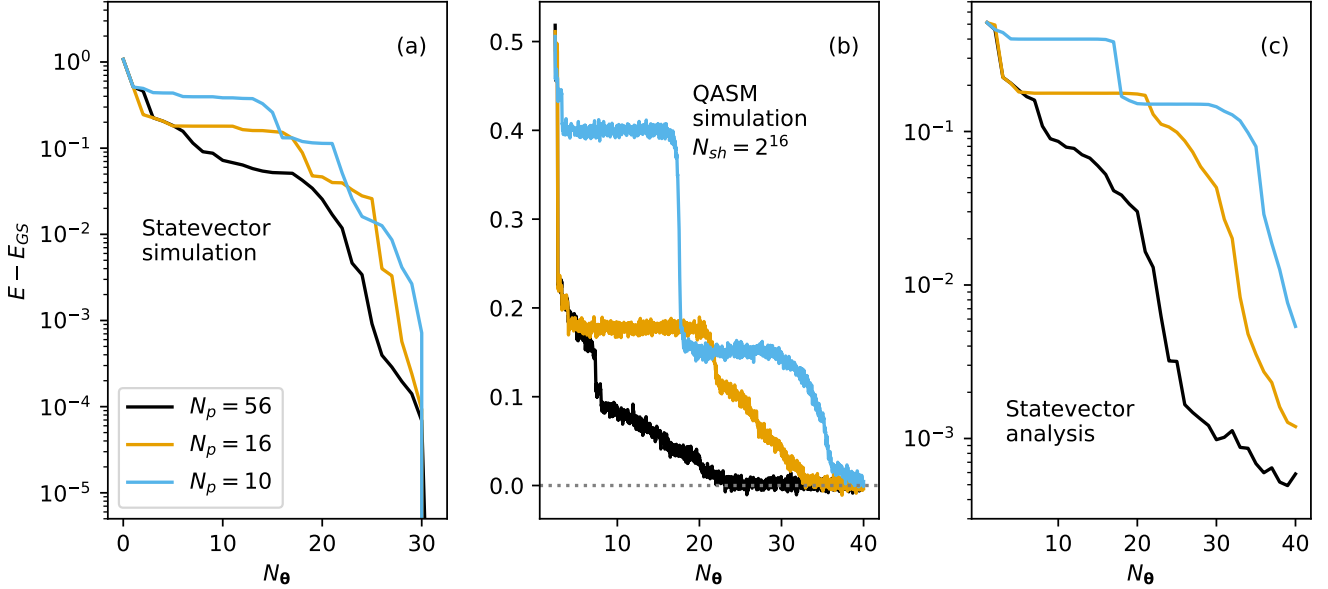 (a)
E − E_GS
10^0
10^−1
10^−2
10^−3
10^−4
10^−5
Statevector
simulation
N_p = 56
N_p = 16
N_p = 10
0 10 20 30
N_θ
(b)
0.5
0.4
0.3
0.2
0.1
0.0
QASM
simulation
N_sh = 2^16
10 20 30 40
N_θ
(c)
10^−1
10^−2
10^−3
Statevector
analysis
10 20 30 40
N_θ